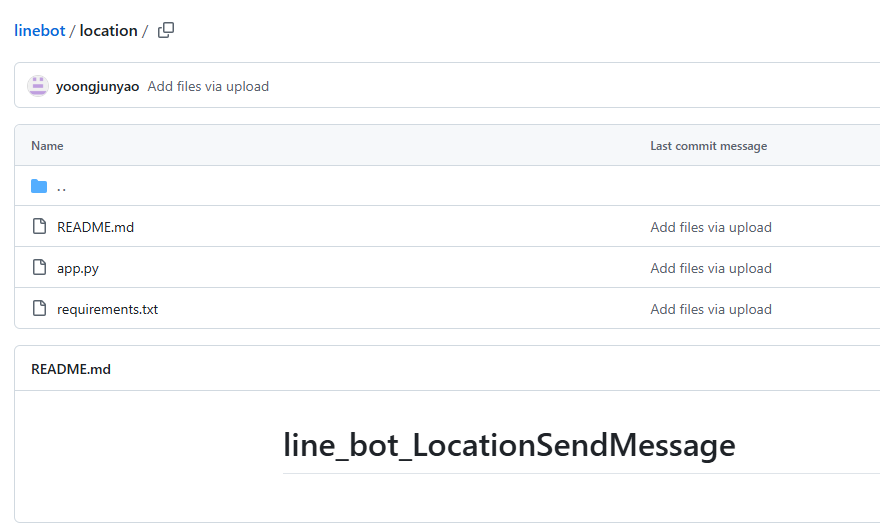 linebot / location /
yoongjunyao Add files via upload
Name Last commit message
..
README.md Add files via upload
app.py Add files via upload
requirements.txt Add files via upload
README.md
line_bot_LocationSendMessage